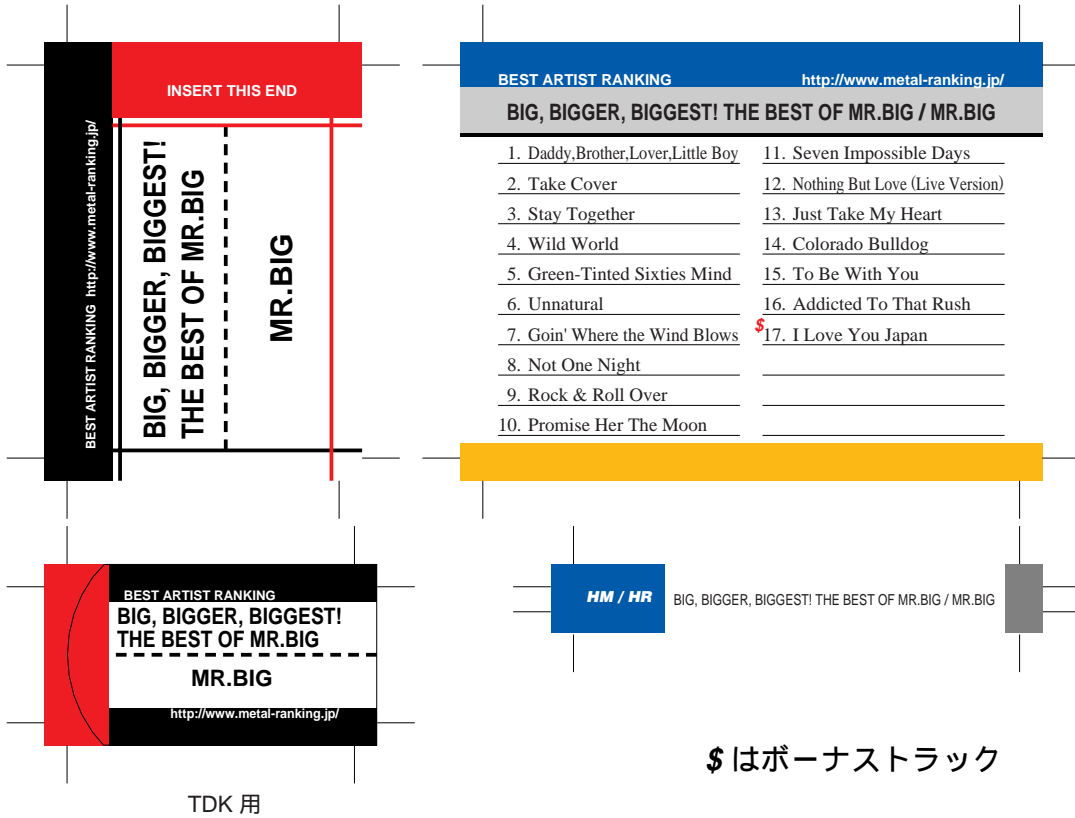 INSERT THIS END
BEST ARTIST RANKING http://www.metal-ranking.jp/
BIG, BIGGER, BIGGEST!
THE BEST OF MR.BIG
MR.BIG
BEST ARTIST RANKING http://www.metal-ranking.jp/
BIG, BIGGER, BIGGEST! THE BEST OF MR.BIG / MR.BIG
1. Daddy,Brother,Lover,Little Boy
2. Take Cover
3. Stay Together
4. Wild World
5. Green-Tinted Sixties Mind
6. Unnatural
7. Goin' Where the Wind Blows
8. Not One Night
9. Rock & Roll Over
10. Promise Her The Moon
11. Seven Impossible Days
12. Nothing But Love (Live Version)
13. Just Take My Heart
14. Colorado Bulldog
15. To Be With You
16. Addicted To That Rush
$17. I Love You Japan
BEST ARTIST RANKING
BIG, BIGGER, BIGGEST!
THE BEST OF MR.BIG
MR.BIG
http://www.metal-ranking.jp/
TDK 用
HM / HR BIG, BIGGER, BIGGEST! THE BEST OF MR.BIG / MR.BIG
$ はボーナストラック